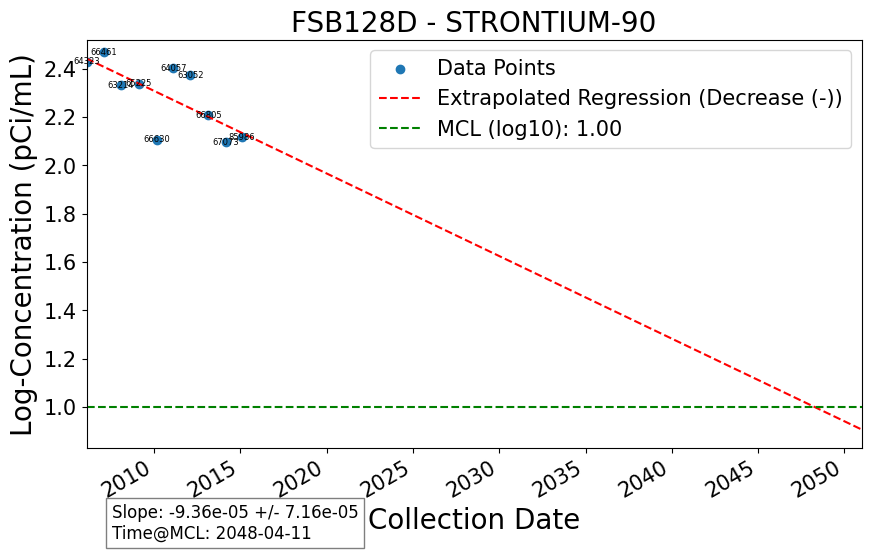 FSB128D - STRONTIUM-90
Log-Concentration (pCi/mL)
2.4
2.2
2.0
1.8
1.6
1.4
1.2
1.0
66461
64057
63052
66805
66630
67073
Data Points
Extrapolated Regression (Decrease (-))
MCL (log10): 1.00
2010
2015
2020
2025
2030
2035
2040
2045
2050
Collection Date
Slope: -9.36e-05 +/- 7.16e-05
Time@MCL: 2048-04-11